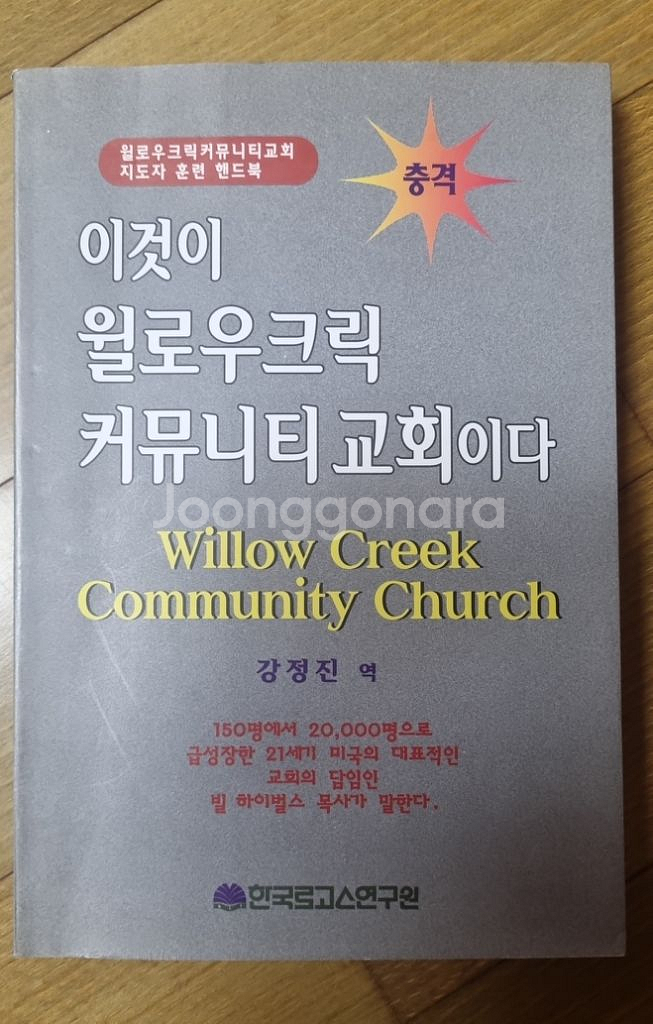 윌로우크릭커뮤니티교회
지도자 훈련 핸드북
충격
이것이
윌로우크릭
커뮤니티 교회이다
Joonggonara
Willow Creek
Community Church
강정진 역
150명에서 20,000명으로
급성장한 21세기 미국의 대표적인
교회의 담임인
빌 하이벌스 목사가 말한다.
한국로고스연구원